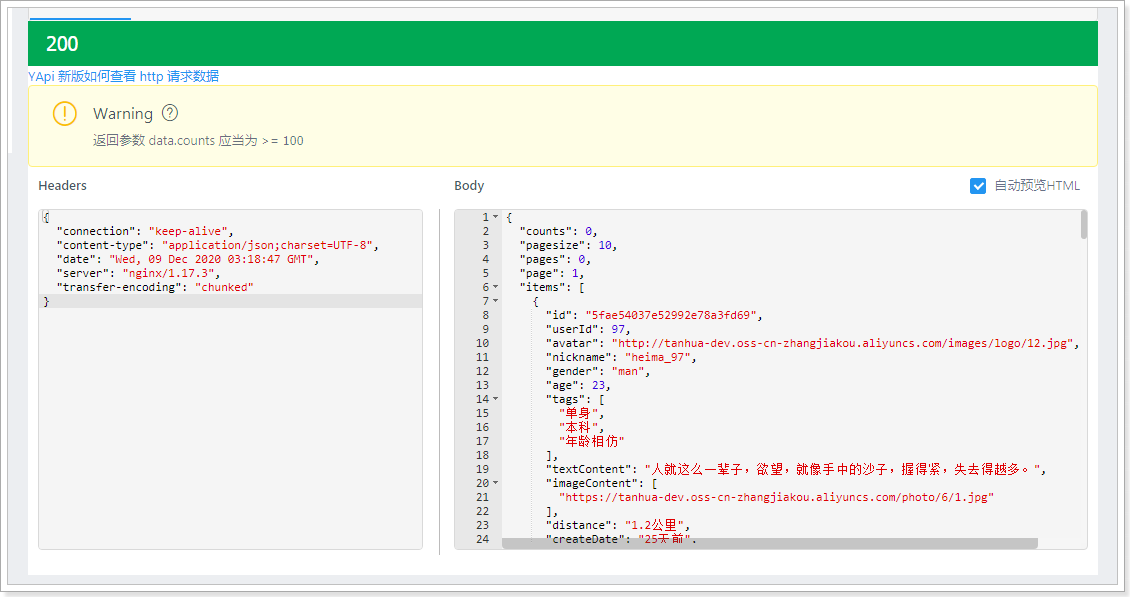 200
YApi 新版如何查看 http 请求数据
Warning
返回参数 data.counts 应当为 >= 100
Headers
Body
自动预览HTML
{
"connection": "keep-alive",
"content-type": "application/json;charset=UTF-8",
"date": "Wed, 09 Dec 2020 03:18:47 GMT",
"server": "nginx/1.17.3",
"transfer-encoding": "chunked"
}
1 {
2 "counts": 0,
3 "pagesize": 10,
4 "pages": 0,
5 "page": 1,
6 "items": [
7 {
8 "id": "5fae54037e52992e78a3fd69",
9 "userId": 97,
10 "avatar": "http://tanhua-dev.oss-cn-zhangjiakou.aliyuncs.com/images/logo/12.jpg",
11 "nickname": "heima_97",
12 "gender": "man",
13 "age": 23,
14 "tags": [
15 "单身",
16 "本科",
17 "年龄相仿"
18 ],
19 "textContent": "人就这么一辈子，欲望，就像手中的沙子，握得紧，失去得越多。",
20 "imageContent": [
21 "https://tanhua-dev.oss-cn-zhangjiakou.aliyuncs.com/photo/6/1.jpg"
22 ],
23 "distance": "1.2公里",
24 "createDate": "25天前",